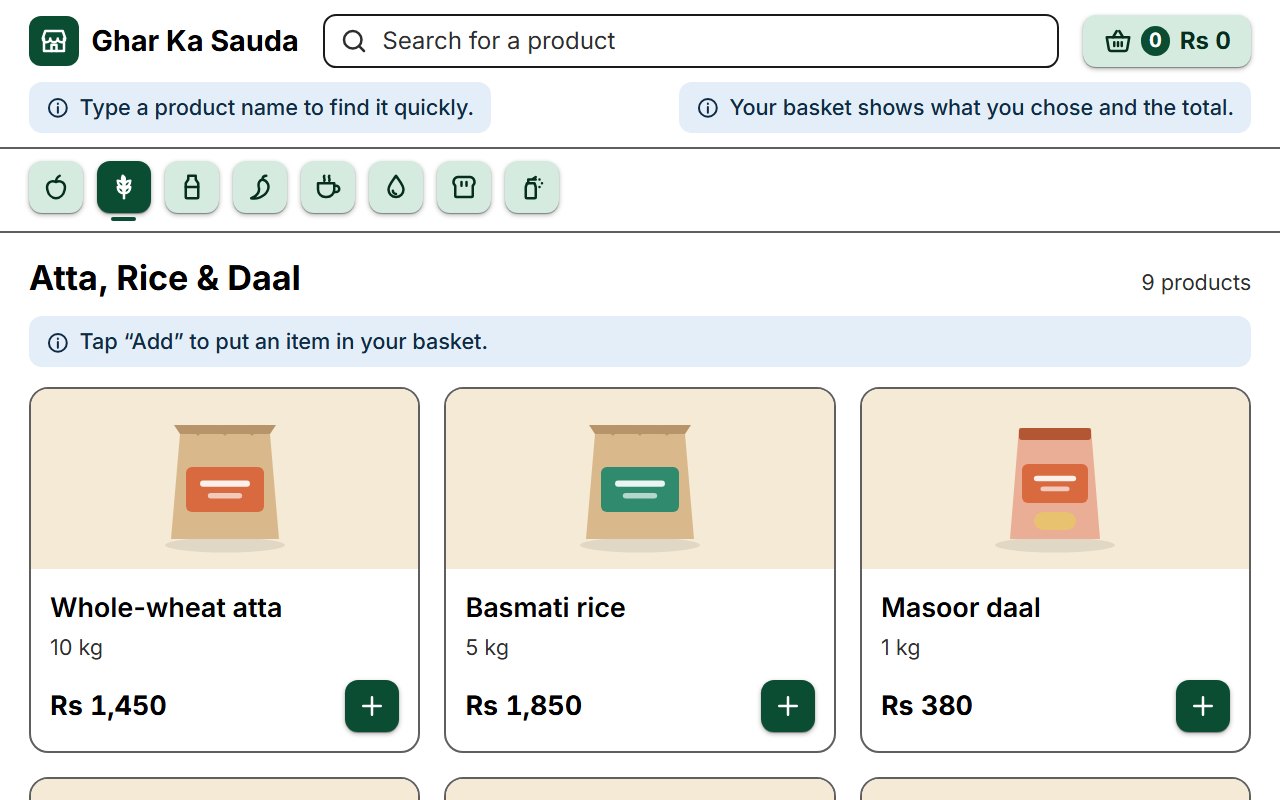 Ghar Ka Sauda
Search for a product
0 Rs 0
Type a product name to find it quickly.
Your basket shows what you chose and the total.
Atta, Rice & Daal
9 products
Tap “Add” to put an item in your basket.
Whole-wheat atta
10 kg
Rs 1,450
Basmati rice
5 kg
Rs 1,850
Masoor daal
1 kg
Rs 380